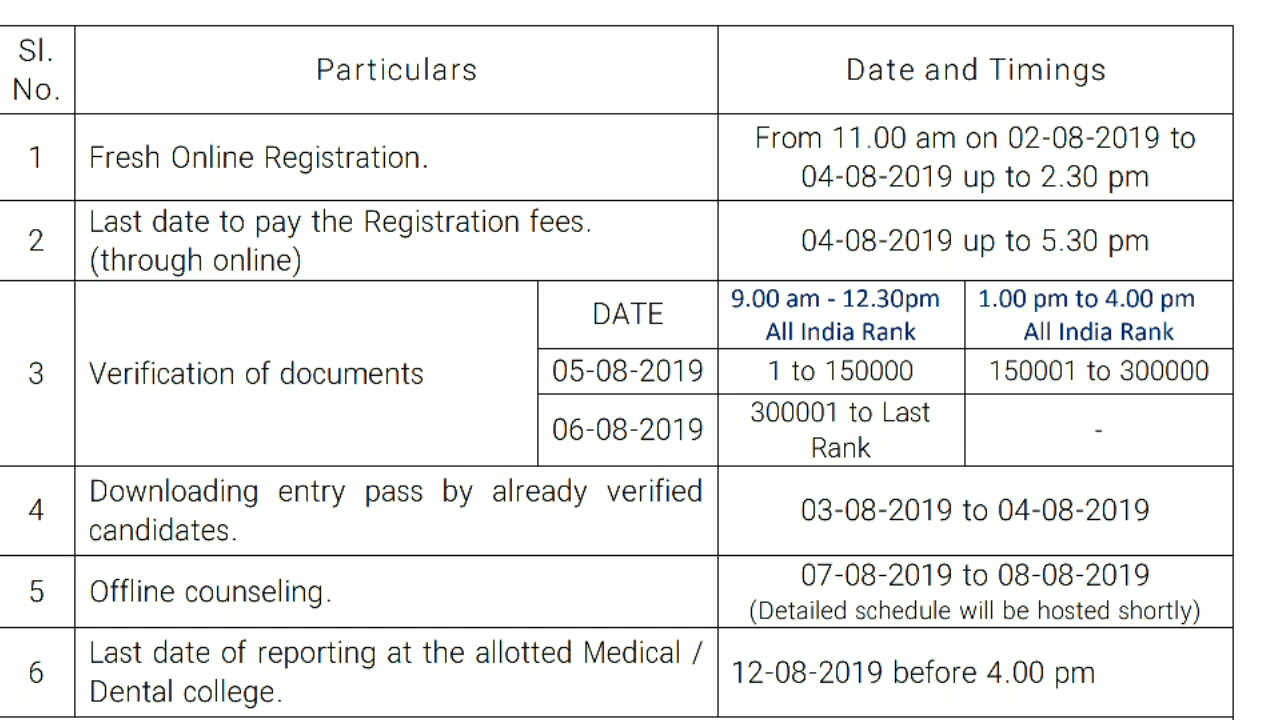 Sl.
No.
Particulars
Date and Timings
1
Fresh Online Registration.
From 11.00 am on 02-08-2019 to
04-08-2019 up to 2.30 pm
2
Last date to pay the Registration fees.
(through online)
04-08-2019 up to 5.30 pm
3
Verification of documents
DATE
9.00 am - 12.30pm
All India Rank
1.00 pm to 4.00 pm
All India Rank
05-08-2019
1 to 150000
150001 to 300000
06-08-2019
300001 to Last
Rank
-
4
Downloading entry pass by already verified
candidates.
03-08-2019 to 04-08-2019
5
Offline counseling.
07-08-2019 to 08-08-2019
(Detailed schedule will be hosted shortly)
6
Last date of reporting at the allotted Medical /
Dental college.
12-08-2019 before 4.00 pm